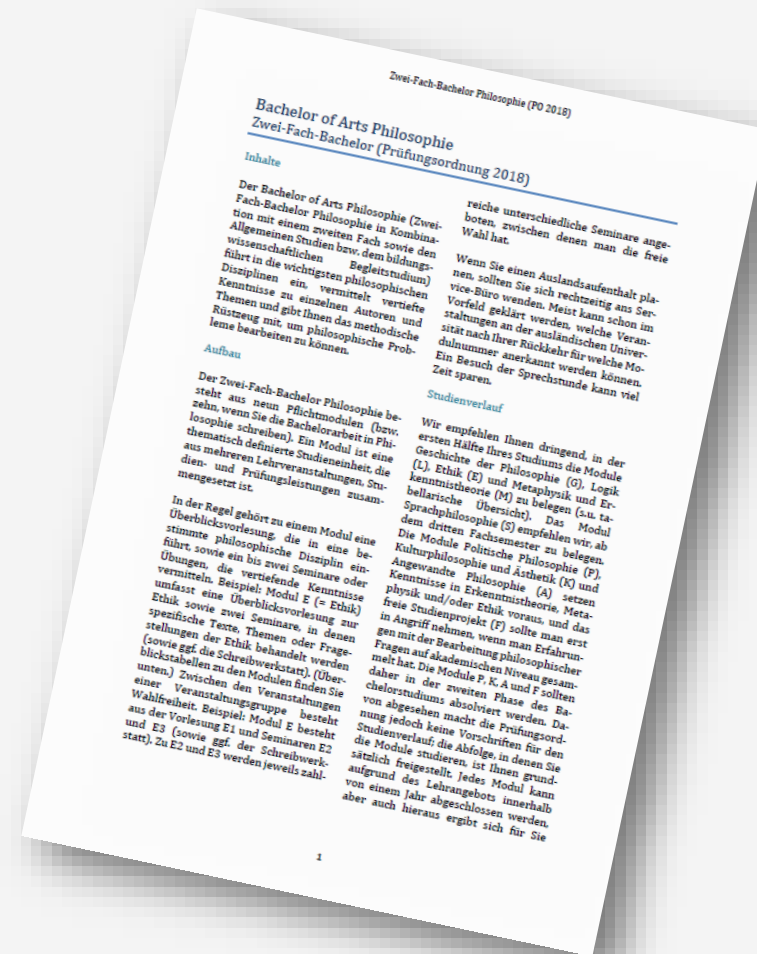 Zwei-Fach-Bachelor Philosophie (PO 2018)
Bachelor of Arts Philosophie
Zwei-Fach-Bachelor (Prüfungsordnung 2018)
Inhalte
Der Bachelor of Arts Philosophie (Zwei-
Fach-Bachelor Philosophie in Kombina-
tion mit einem zweiten Fach sowie den
Allgemeinen Studien bzw. dem bildungs-
wissenschaftlichen Begleitstudium)
führt in die wichtigsten philosophischen
Disziplinen ein, vermittelt vertiefte
Kenntnisse zu einzelnen Autoren und
Themen und gibt Ihnen das methodische
Rüstzeug mit, um philosophische Prob-
leme bearbeiten zu können.
Aufbau
Der Zwei-Fach-Bachelor Philosophie be-
steht aus neun Pflichtmodulen (bzw.
zehn, wenn Sie die Bachelorarbeit in Phi-
losophie schreiben). Ein Modul ist eine
thematisch definierte Studieneinheit, die
aus mehreren Lehrveranstaltungen, Stu-
dien- und Prüfungsleistungen zusam-
mengesetzt ist.
In der Regel gehört zu einem Modul eine
Überblicksvorlesung, die in eine be-
stimmte philosophische Disziplin ein-
führt, sowie ein bis zwei Seminare oder
Übungen, die vertiefende Kenntnisse
vermitteln. Beispiel: Modul E (= Ethik)
umfasst eine Überblicksvorlesung zur
Ethik sowie zwei Seminare, in denen
spezifische Texte, Themen oder Frage-
stellungen der Ethik behandelt werden
(sowie ggf. die Schreibwerkstatt). (Über-
blickstabellen zu den Modulen finden Sie
unten.) Zwischen den Veranstaltungen
einer Veranstaltungsgruppe besteht
Wahlfreiheit. Beispiel: Modul E besteht
aus der Vorlesung E1 und Seminaren E2
und E3 (sowie ggf. der Schreibwerk-
statt). Zu E2 und E3 werden jeweils zahl-
reiche unterschiedliche Seminare ange-
boten, zwischen denen man die freie
Wahl hat.
Wenn Sie einen Auslandsaufenthalt pla-
nen, sollten Sie sich rechtzeitig ans Ser-
vice-Büro wenden. Meist kann schon im
Vorfeld geklärt werden, welche Veran-
staltungen an der ausländischen Univer-
sität nach Ihrer Rückkehr für welche Mo-
dulnummer anerkannt werden können.
Ein Besuch der Sprechstunde kann viel
Zeit sparen.
Studienverlauf
Wir empfehlen Ihnen dringend, in der
ersten Hälfte Ihres Studiums die Module
Geschichte der Philosophie (G), Logik
(L), Ethik (E) und Metaphysik und Er-
kenntnistheorie (M) zu belegen (s.u. ta-
bellarische Übersicht). Das Modul
Sprachphilosophie (S) empfehlen wir, ab
dem dritten Fachsemester zu belegen.
Die Module Politische Philosophie (P),
Kulturphilosophie und Ästhetik (K) und
Angewandte Philosophie (A) setzen
Kenntnisse in Erkenntnistheorie, Meta-
physik und/oder Ethik voraus, und das
freie Studienprojekt (F) sollte man erst
in Angriff nehmen, wenn man Erfahrun-
gen mit der Bearbeitung philosophischer
Fragen auf akademischen Niveau gesam-
melt hat. Die Module P, K, A und F sollten
daher in der zweiten Phase des Ba-
chelorstudiums absolviert werden. Da-
von abgesehen macht die Prüfungsord-
nung jedoch keine Vorschriften für den
Studienverlauf; die Abfolge, in denen Sie
die Module studieren, ist Ihnen grund-
sätzlich freigestellt. Jedes Modul kann
aufgrund des Lehrangebots innerhalb
von einem Jahr abgeschlossen werden,
aber auch hieraus ergibt sich für Sie
1